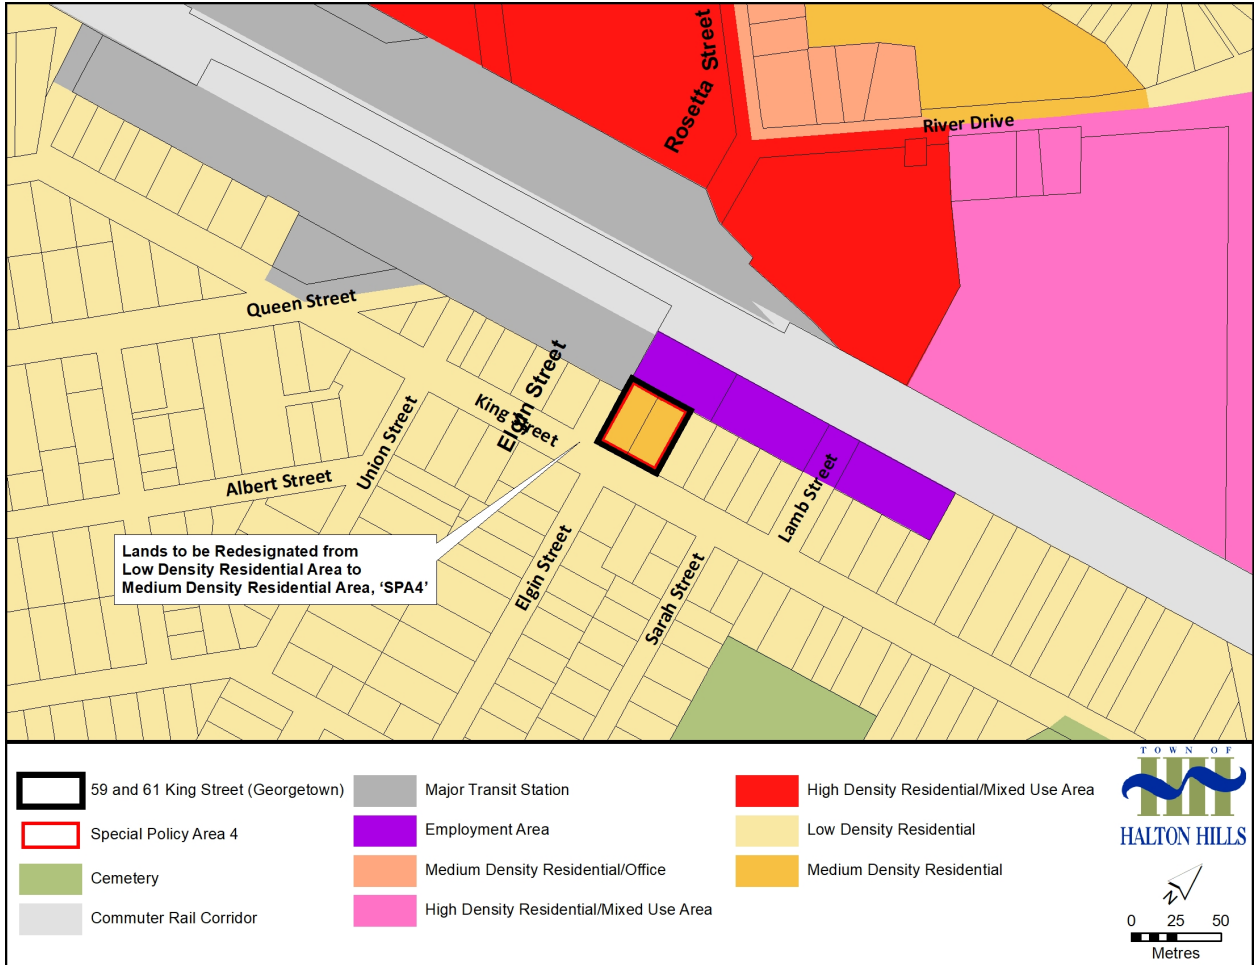 Rosetta Street
River Drive
Queen Street
Elgin Street
King Street
Union Street
Albert Street
Lamb Street
Lands to be Redesignated from
Low Density Residential Area to
Medium Density Residential Area, ‘SPA4’
Elgin Street
Sarah Street
59 and 61 King Street (Georgetown)
Special Policy Area 4
Cemetery
Commuter Rail Corridor
Major Transit Station
Employment Area
Medium Density Residential/Office
High Density Residential/Mixed Use Area
High Density Residential/Mixed Use Area
Low Density Residential
Medium Density Residential
TOWN OF
HALTON HILLS
N
0 25 50
Metres